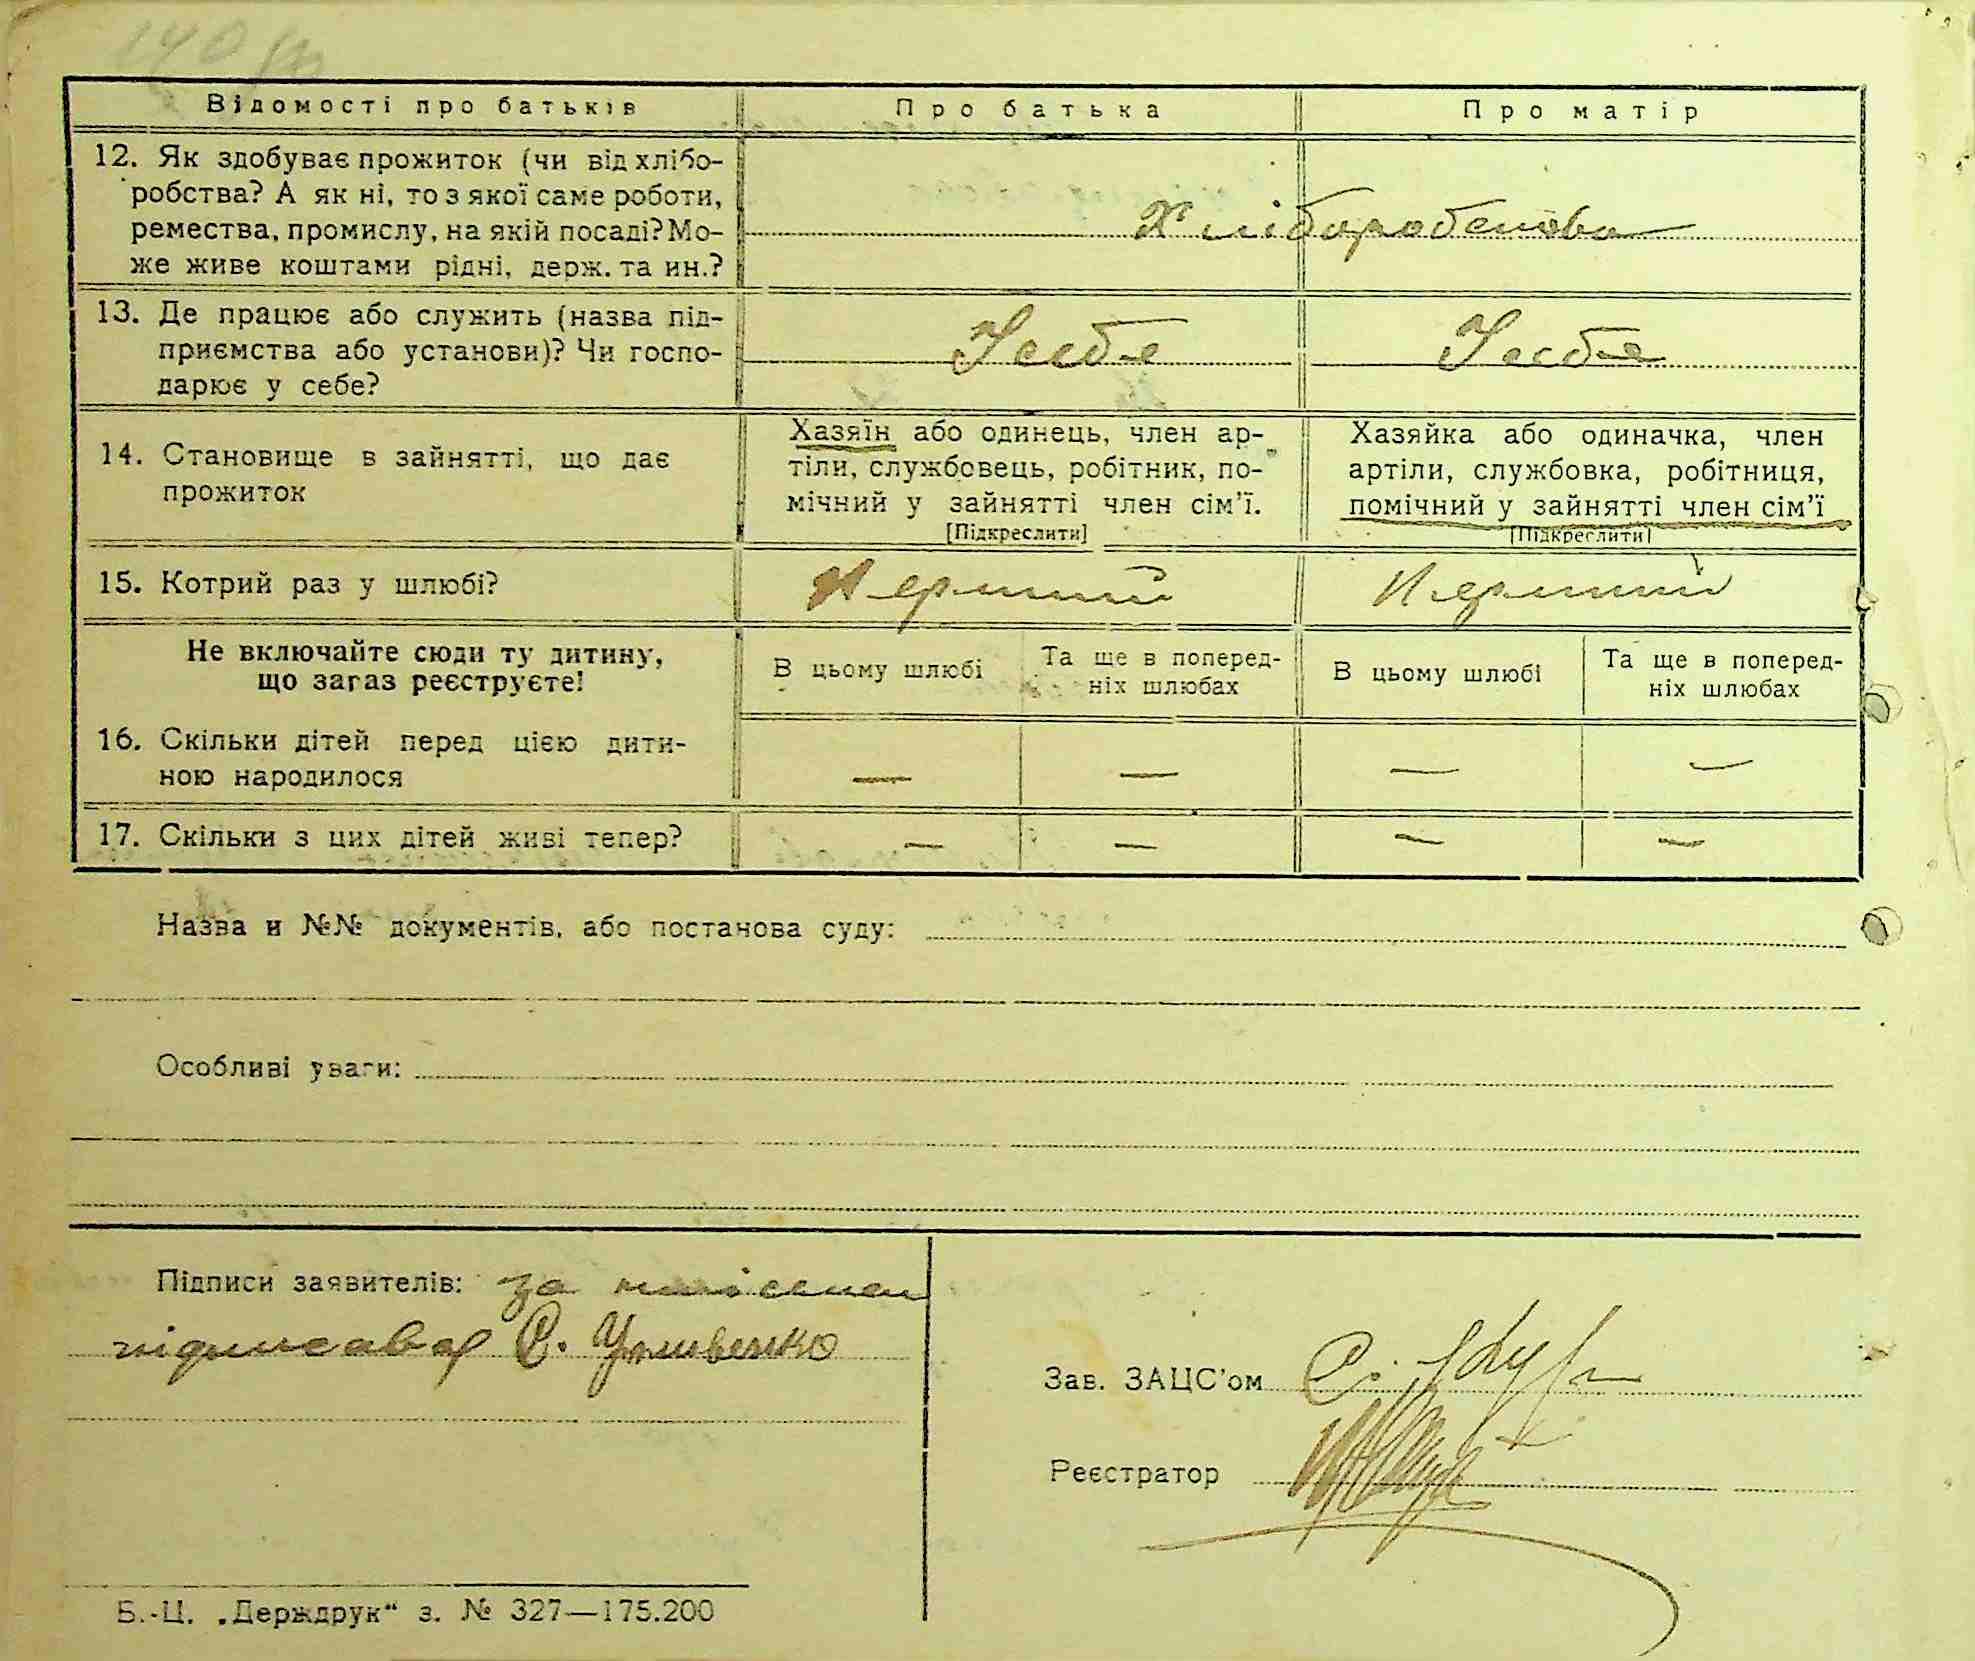 Відомості про батьків
Про батька
Про матір
12. Як здобуває прожиток (чи від хлібо-
робства? А як ні, то з якої саме роботи,
ремества, промислу, на якій посаді? Мо-
же живе коштами рідні, держ. та ин.?
Хліборобство
13. Де працює або служить (назва під-
приємства або установи)? Чи госпо-
дарює у себе?
У себе
У себе
14. Становище в зайнятті, що дає
прожиток
Хазяїн або одинець, член ар-
тіли, службовець, робітник, по-
мічний у зайнятті член сім'ї.
[Підкреслити]
Хазяйка або одиначка, член
артіли, службовка, робітниця,
помічний у зайнятті член сім'ї
[Підкреслити]
15. Котрий раз у шлюбі?
Перший
Перший
Не включайте сюди ту дитину,
що зараз реєструєте!
В цьому шлюбі
Та ще в поперед-
ніх шлюбах
В цьому шлюбі
Та ще в поперед-
ніх шлюбах
16. Скільки дітей перед цією дити-
ною народилося
— — — —
17. Скільки з цих дітей живі тепер?
— — — —
Назва и №№ документів, або постанова суду:
Особливі уваги:
Підписи заявителів: за
підписав С.
Зав. ЗАЦС'ом
Реєстратор
Б.-Ц. „Держдрук“ з. № 327—175.200